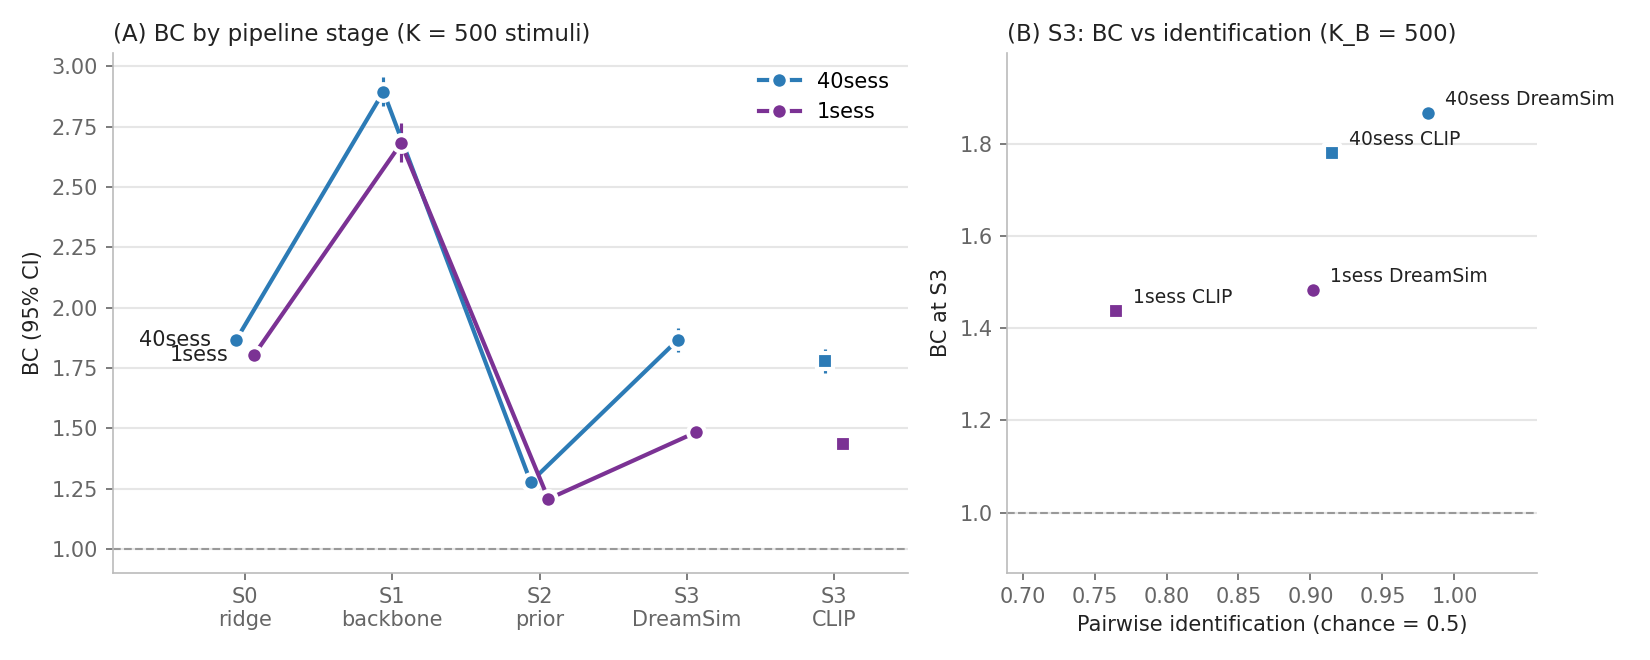 (A) BC by pipeline stage (K = 500 stimuli)
BC (95% CI)
3.00
2.75
2.50
2.25
2.00
1.75
1.50
1.25
1.00
40sess
1sess
40sess
1sess
S0
ridge
S1
backbone
S2
prior
S3
DreamSim
S3
CLIP
(B) S3: BC vs identification (K_B = 500)
BC at S3
1.8
1.6
1.4
1.2
1.0
40sess DreamSim
40sess CLIP
1sess DreamSim
1sess CLIP
0.70 0.75 0.80 0.85 0.90 0.95 1.00
Pairwise identification (chance = 0.5)